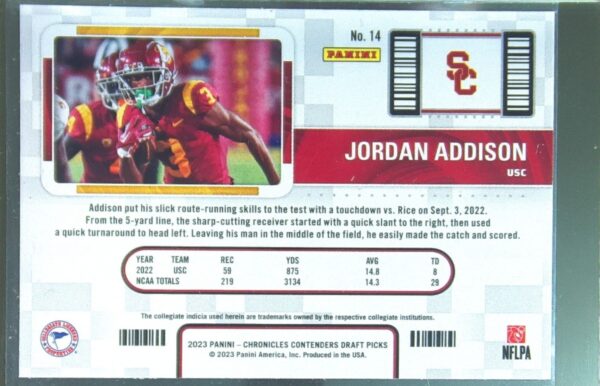 No. 14
PANINI
SC
JORDAN ADDISON
USC
3
Addison put his slick route-running skills to the test with a touchdown vs. Rice on Sept. 3, 2022.
From the 5-yard line, the sharp-cutting receiver started with a quick slant to the right, then used
a quick turnaround to head left. Leaving his man in the middle of the field, he easily made the catch and scored.
YEAR TEAM REC YDS AVG TD
2022 USC 59 875 14.8 8
NCAA TOTALS 219 3134 14.3 29
The collegiate indicia used herein are trademarks owned by the respective collegiate institutions.
COLLEGIATE LICENSED PROPERTIES
2023 PANINI – CHRONICLES CONTENDERS DRAFT PICKS
© 2023 Panini America, Inc. Produced in the USA.
NFLPA